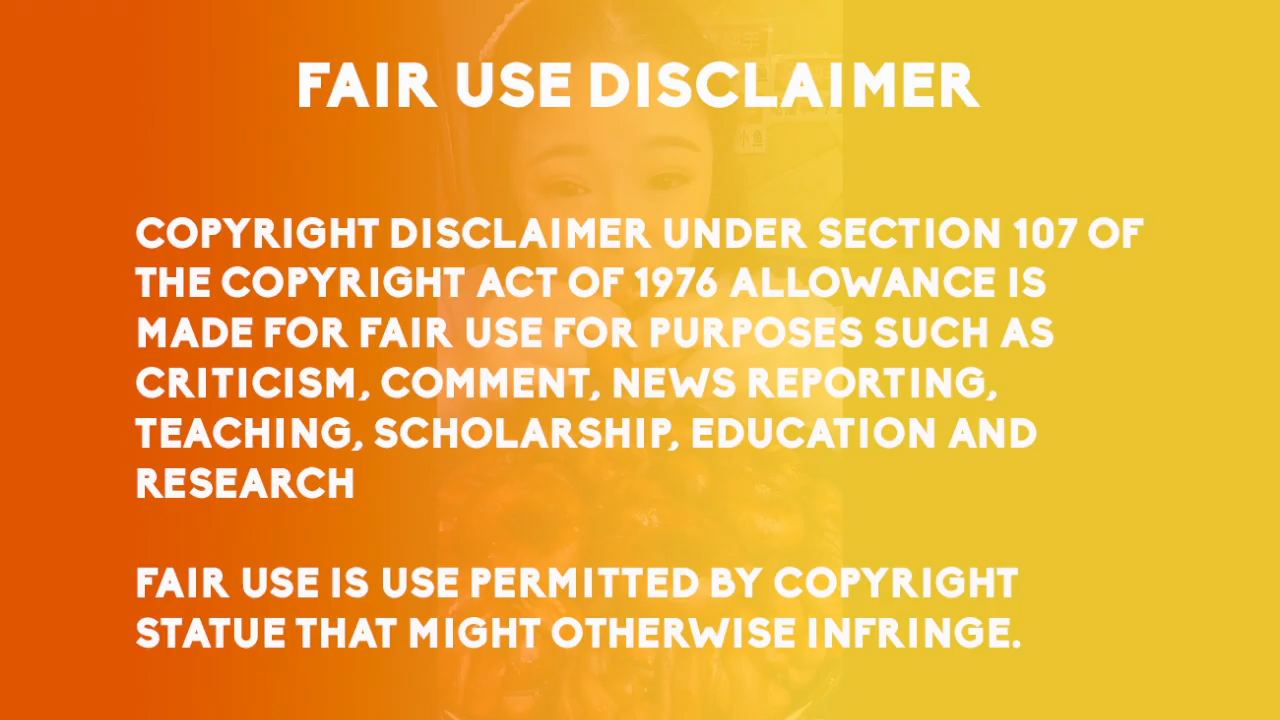 FAIR USE DISCLAIMER
小鱼
COPYRIGHT DISCLAIMER UNDER SECTION 107 OF
THE COPYRIGHT ACT OF 1976 ALLOWANCE IS
MADE FOR FAIR USE FOR PURPOSES SUCH AS
CRITICISM, COMMENT, NEWS REPORTING,
TEACHING, SCHOLARSHIP, EDUCATION AND
RESEARCH
FAIR USE IS USE PERMITTED BY COPYRIGHT
STATUE THAT MIGHT OTHERWISE INFRINGE.